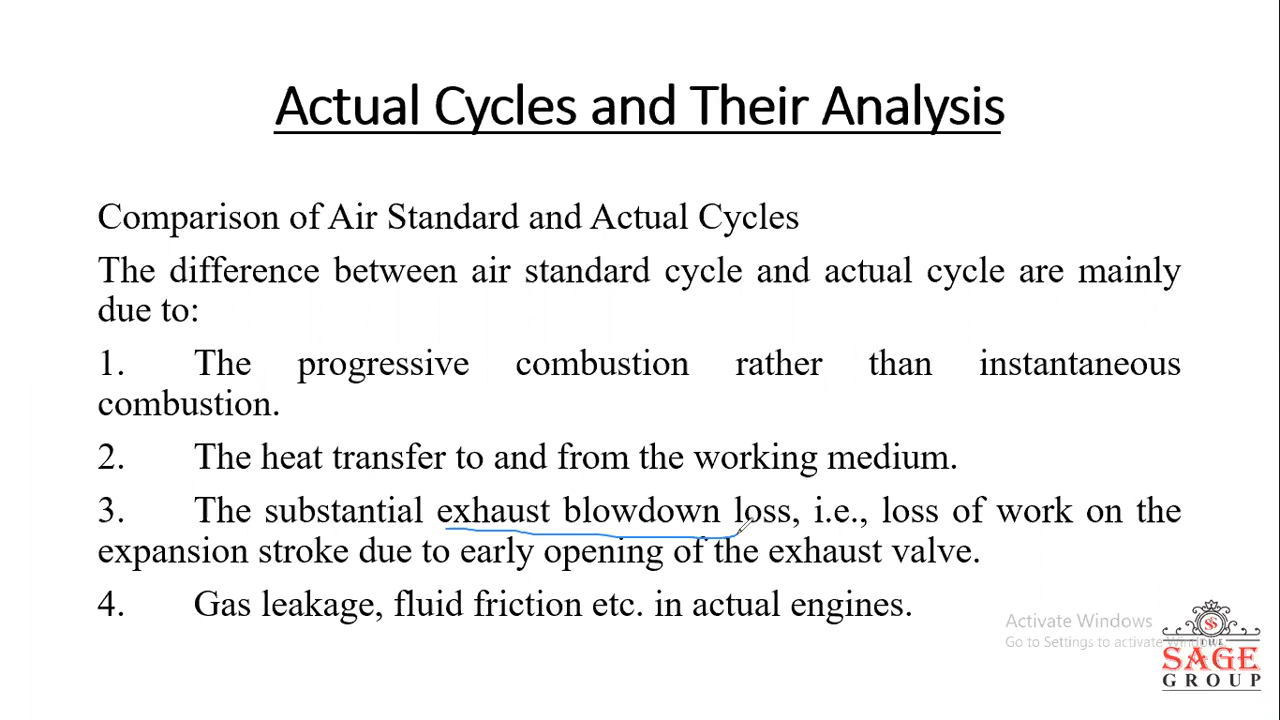 Actual Cycles and Their Analysis
Comparison of Air Standard and Actual Cycles
The difference between air standard cycle and actual cycle are mainly
due to:
1. The progressive combustion rather than instantaneous
combustion.
2. The heat transfer to and from the working medium.
3. The substantial exhaust blowdown loss, i.e., loss of work on the
expansion stroke due to early opening of the exhaust valve.
4. Gas leakage, fluid friction etc. in actual engines.
Activate Windows
Go to Settings to activate Windows.
THE
SAGE
GROUP